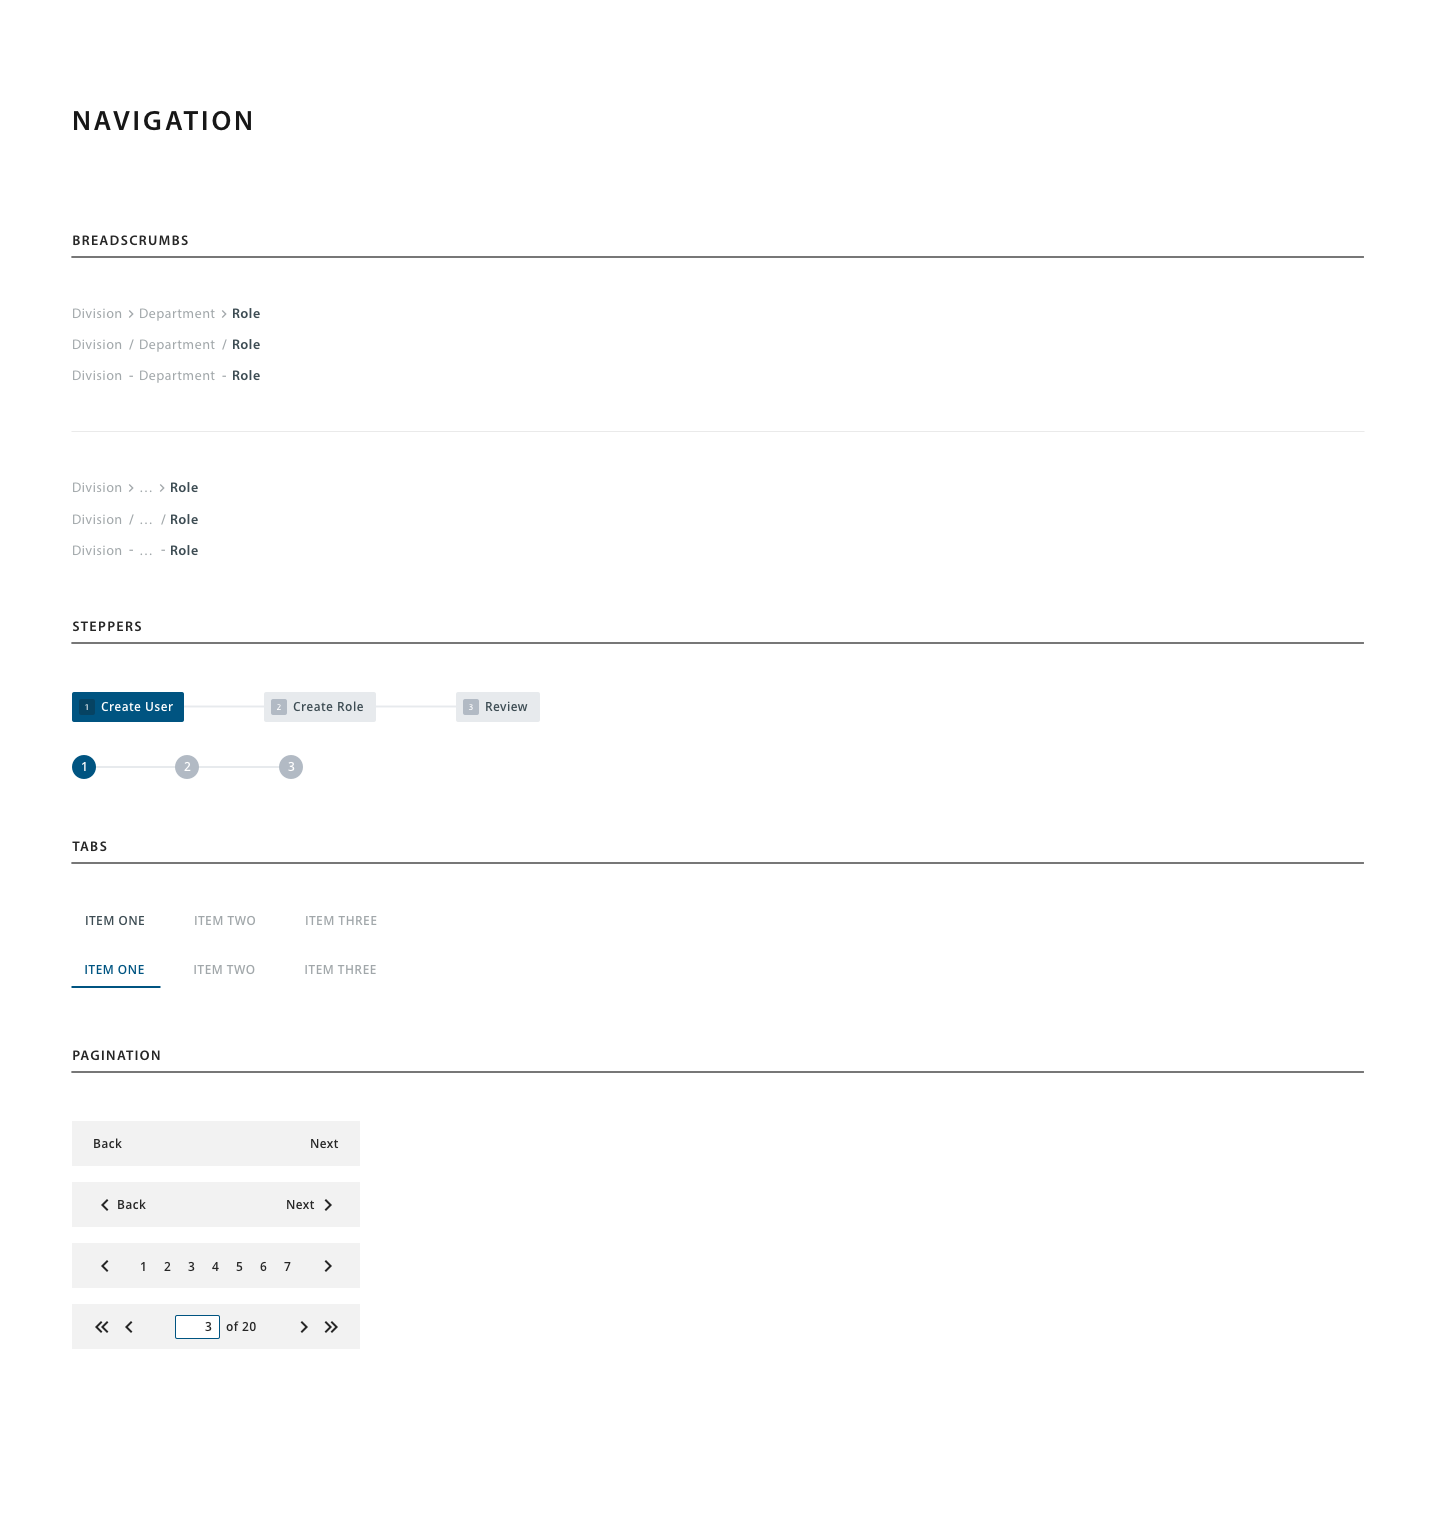 NAVIGATION
BREADSCRUMBS
Division > Department > Role
Division / Department / Role
Division - Department - Role
Division > ... > Role
Division / ... / Role
Division - ... - Role
STEPPERS
1 Create User 2 Create Role 3 Review
1 2 3
TABS
ITEM ONE ITEM TWO ITEM THREE
ITEM ONE ITEM TWO ITEM THREE
PAGINATION
Back Next
Back Next
1 2 3 4 5 6 7
3 of 20